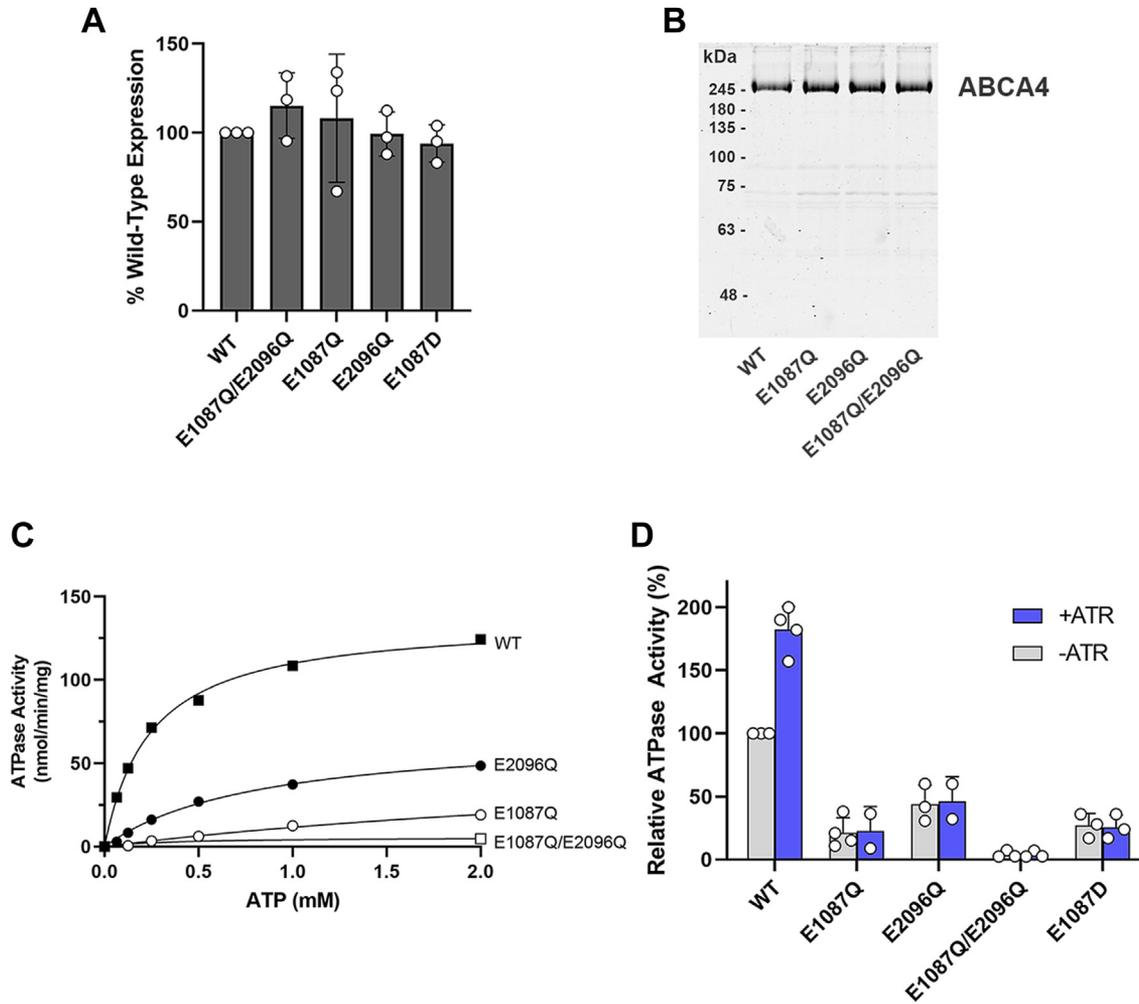 A
% Wild-Type Expression
150
100
50
0
WT
E1087Q/E2096Q
E1087Q
E2096Q
E1087D
B
kDa
245 -
180 -
135 -
100 -
75 -
63 -
48 -
ABCA4
WT
E1087Q
E2096Q
E1087Q/E2096Q
C
ATPase Activity
(nmol/min/mg)
150
100
50
0
WT
E2096Q
E1087Q
E1087Q/E2096Q
0.0 0.5 1.0 1.5 2.0
ATP (mM)
D
Relative ATPase Activity (%)
200
150
100
50
0
+ATR
-ATR
WT
E1087Q
E2096Q
E1087Q/E2096Q
E1087D